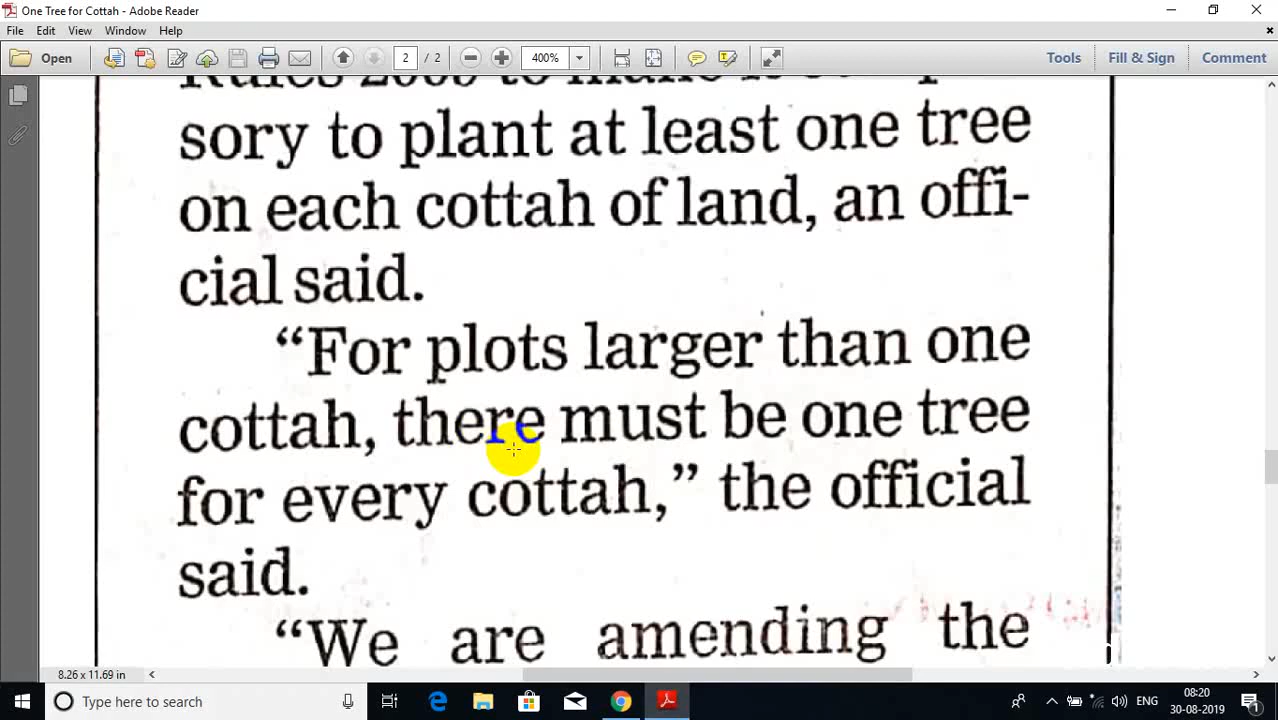 One Tree for Cottah - Adobe Reader
File Edit View Window Help
Open 2 / 2 400% Tools Fill & Sign Comment
sory to plant at least one tree
on each cottah of land, an offi-
cial said.
“For plots larger than one
cottah, there must be one tree
for every cottah,” the official
said.
“We are amending the
8.26 x 11.69 in
Type here to search
ENG
08:20
30-08-2019
1